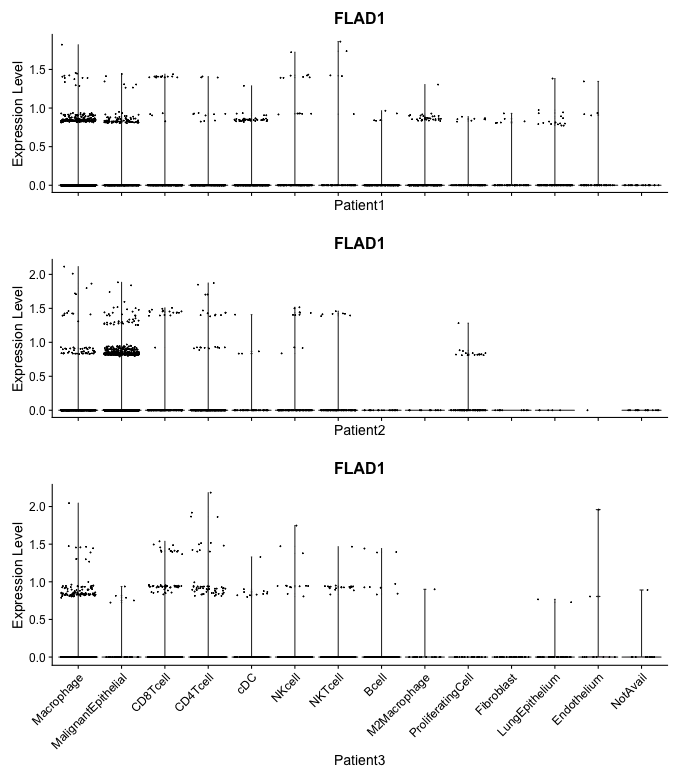 FLAD1
Expression Level
1.5
1.0
0.5
0.0
Patient1
FLAD1
Expression Level
2.0
1.5
1.0
0.5
0.0
Patient2
FLAD1
Expression Level
2.0
1.5
1.0
0.5
0.0
Macrophage
MalignantEpithelial
CD8Tcell
CD4Tcell
cDC
NKcell
NKTcell
Bcell
M2Macrophage
ProliferatingCell
Fibroblast
LungEpithelium
Endothelium
NotAvail
Patient3